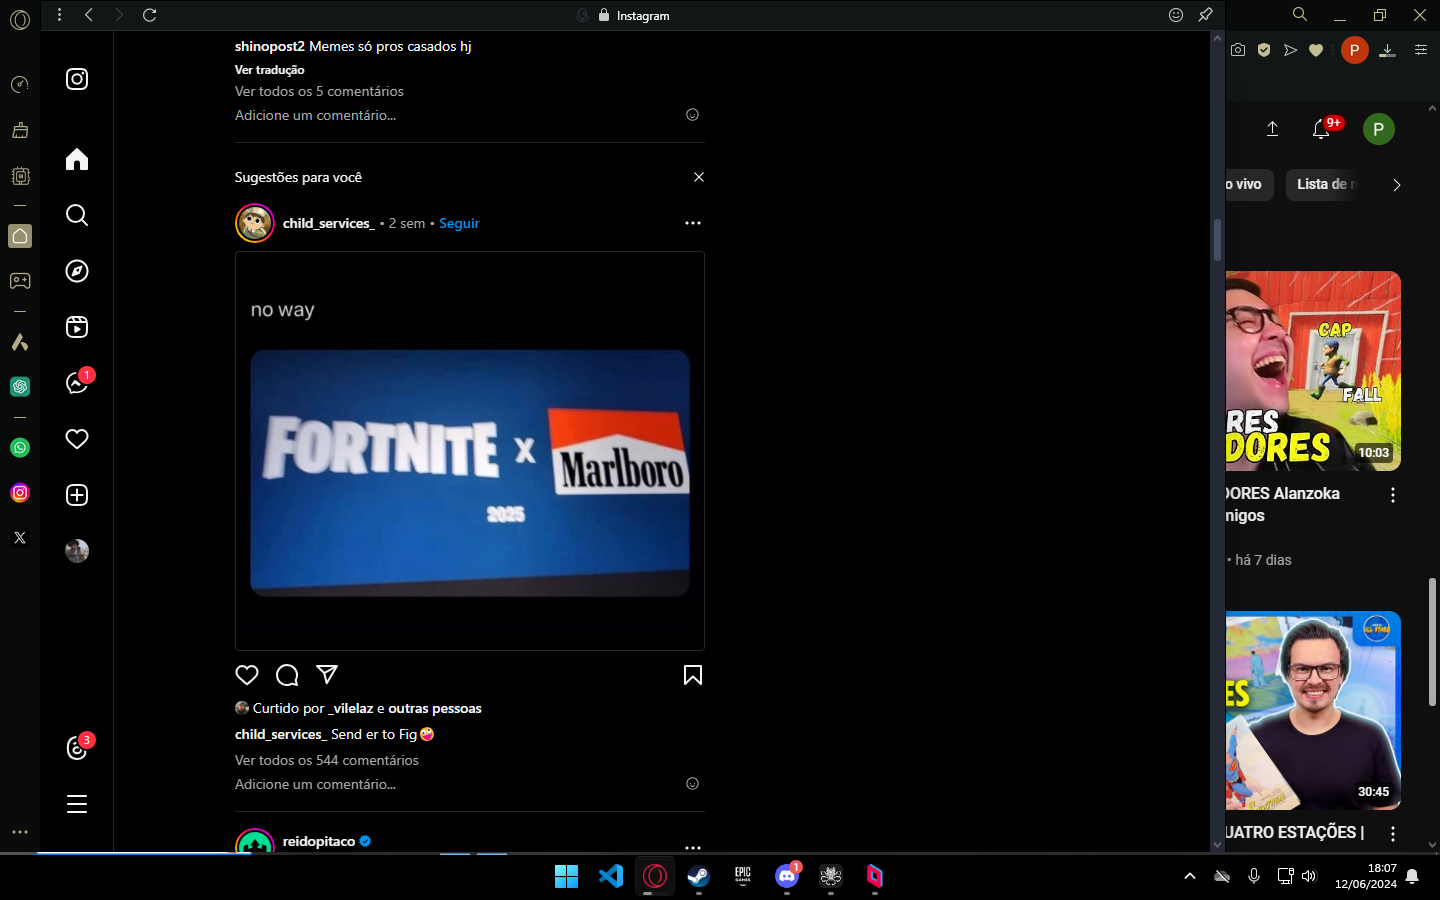 Instagram
shinopost2 Memes só pros casados hj
Ver tradução
Ver todos os 5 comentários
Adicione um comentário...
Sugestões para você
child_services_ • 2 sem • Seguir
no way
FORTNITE x Marlboro
2025
Curtido por _vilelaz e outras pessoas
child_services_ Send er to Fig🤪
Ver todos os 544 comentários
Adicione um comentário...
reidopitaco
1
3
P
9+
P
o vivo
Lista de r
CAP
FALL
RES
DORES
10:03
DORES Alanzoka
migos
• há 7 dias
ES
30:45
UATRO ESTAÇÕES |
EPIC
GAMES
1
18:07
12/06/2024